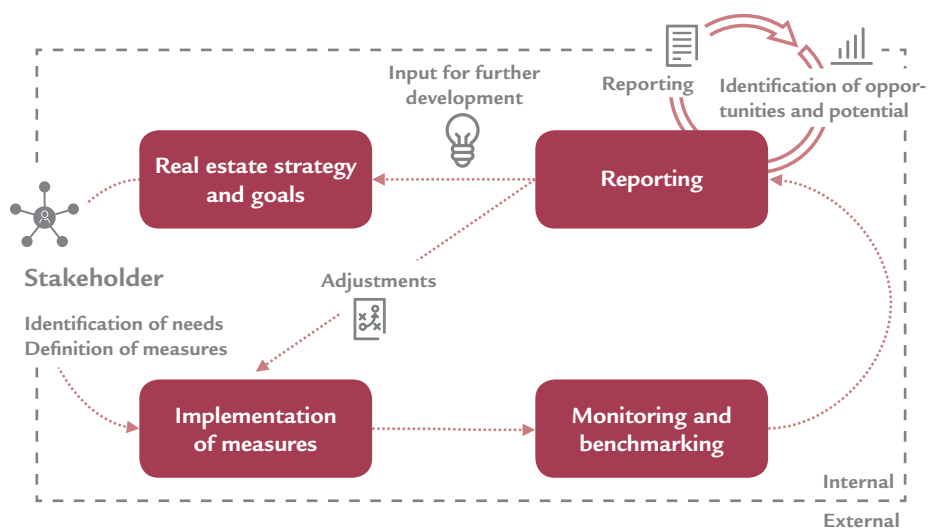 Input for further
development
Reporting
Identification of oppor-
tunities and potential
Real estate strategy
and goals
Reporting
Stakeholder
Adjustments
Identification of needs
Definition of measures
Implementation
of measures
Monitoring and
benchmarking
Internal
External